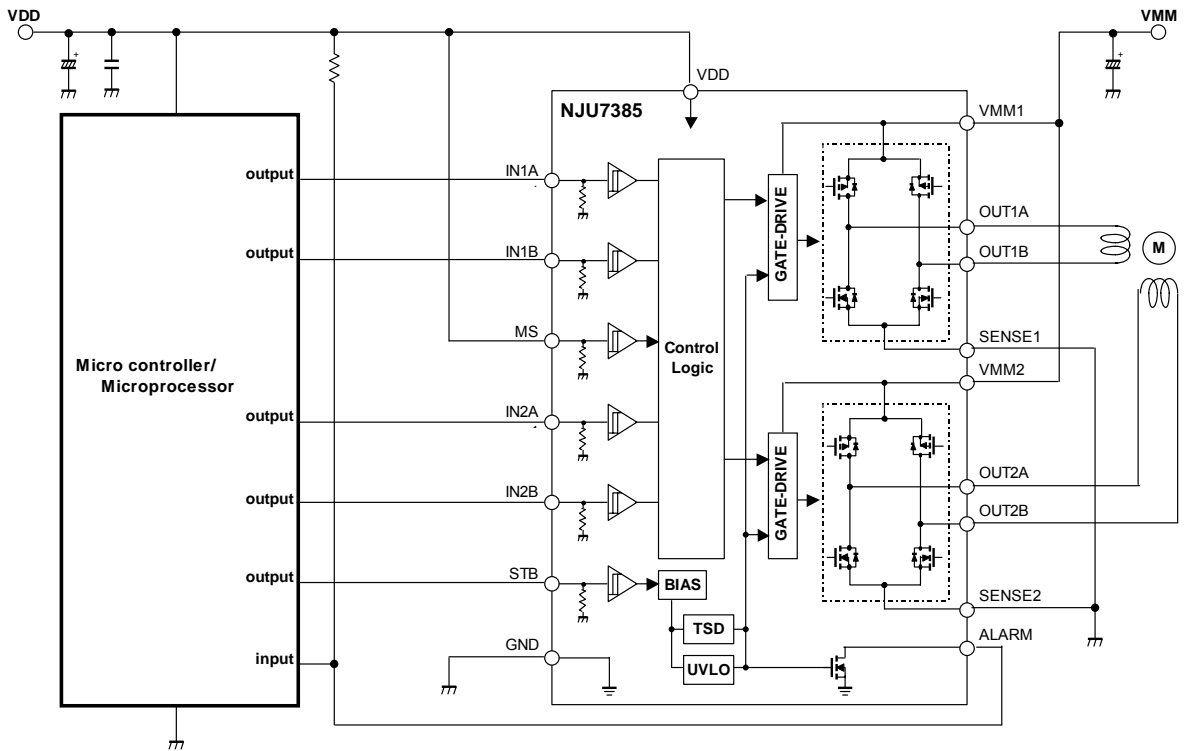 VDD
VMM
+
+
VDD
NJU7385
VMM1
output
IN1A
GATE-DRIVE
OUT1A
output
IN1B
OUT1B
M
MS
Control
Logic
SENSE1
VMM2
Micro controller/
Microprocessor
output
IN2A
GATE-DRIVE
OUT2A
output
IN2B
OUT2B
output
STB
BIAS
SENSE2
TSD
ALARM
input
GND
UVLO